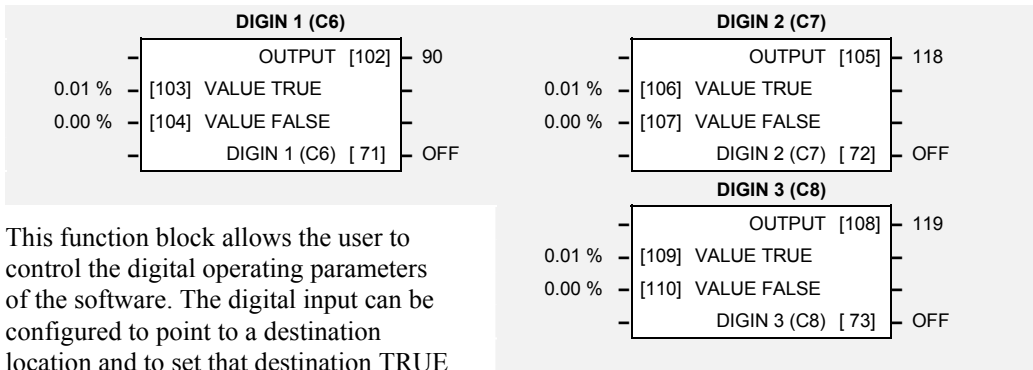 DIGIN 1 (C6)
OUTPUT [102] 90
0.01 % [103] VALUE TRUE
0.00 % [104] VALUE FALSE
DIGIN 1 (C6) [ 71] OFF
DIGIN 2 (C7)
OUTPUT [105] 118
0.01 % [106] VALUE TRUE
0.00 % [107] VALUE FALSE
DIGIN 2 (C7) [ 72] OFF
DIGIN 3 (C8)
OUTPUT [108] 119
0.01 % [109] VALUE TRUE
0.00 % [110] VALUE FALSE
DIGIN 3 (C8) [ 73] OFF
This function block allows the user to
control the digital operating parameters
of the software. The digital input can be
configured to point to a destination
location and to set that destination TRUE